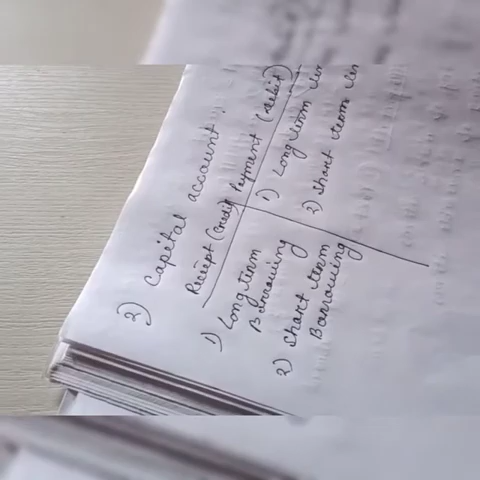 2) Capital account.
Receipt (Credit) Payment (Debit)
1) Long term
Borrowing
2) Short term
Borrowing
1) Long term
2) Short term